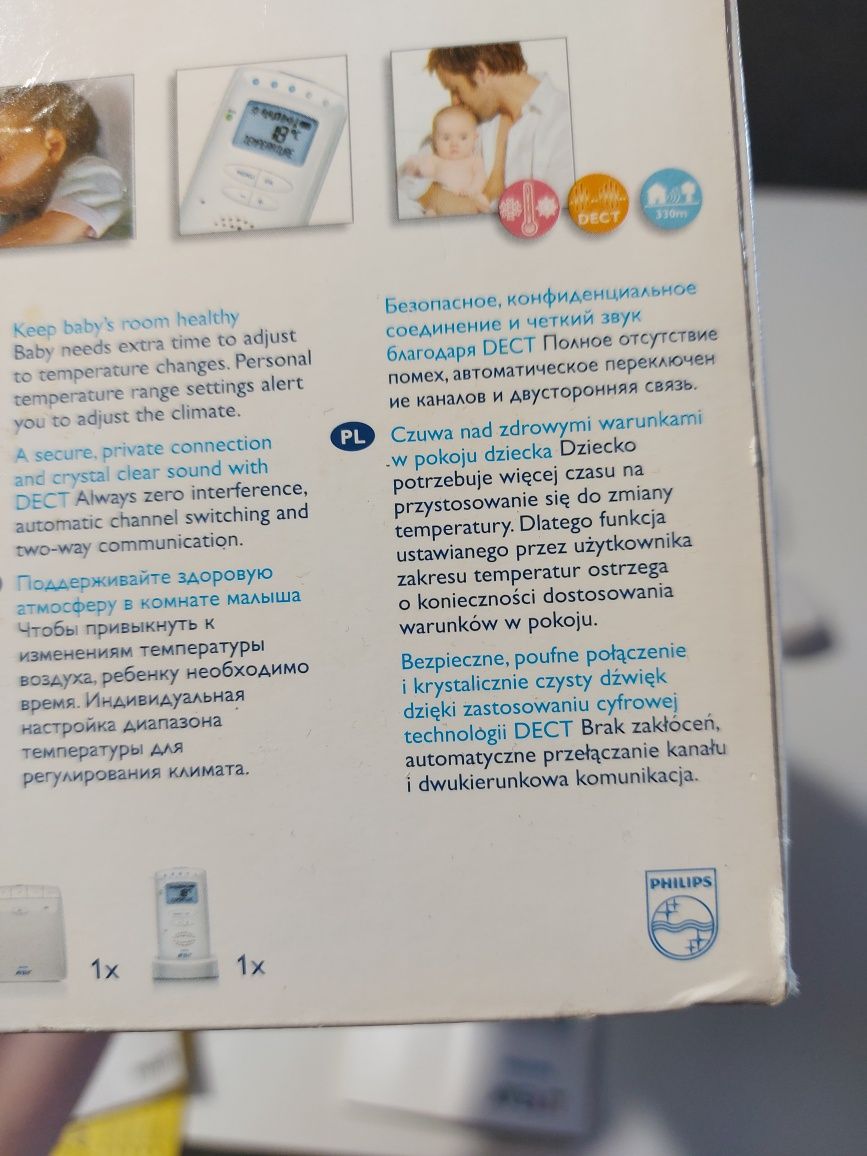 18°C
TEMPERATURE
MENU
OK
DECT
330m
Keep baby's room healthy
Baby needs extra time to adjust
to temperature changes. Personal
temperature range settings alert
you to adjust the climate.
A secure, private connection
and crystal clear sound with
DECT Always zero interference,
automatic channel switching and
two-way communication.
Поддерживайте здоровую
атмосферу в комнате малыша
Чтобы привыкнуть к
изменениям температуры
воздуха, ребенку необходимо
время. Индивидуальная
настройка диапазона
температуры для
регулирования климата.
Безопасное, конфиденциальное
соединение и четкий звук
благодаря DECT Полное отсутствие
помех, автоматическое переключен
ие каналов и двусторонняя связь.
PL
Czuwa nad zdrowymi warunkami
w pokoju dziecka Dziecko
potrzebuje więcej czasu na
przystosowanie się do zmiany
temperatury. Dlatego funkcja
ustawianego przez użytkownika
zakresu temperatur ostrzega
o konieczności dostosowania
warunków w pokoju.
Bezpieczne, poufne połączenie
i krystalicznie czysty dźwięk
dzięki zastosowaniu cyfrowej
technologii DECT Brak zakłóceń,
automatyczne przełączanie kanału
i dwukierunkowa komunikacja.
1x
1x
PHILIPS